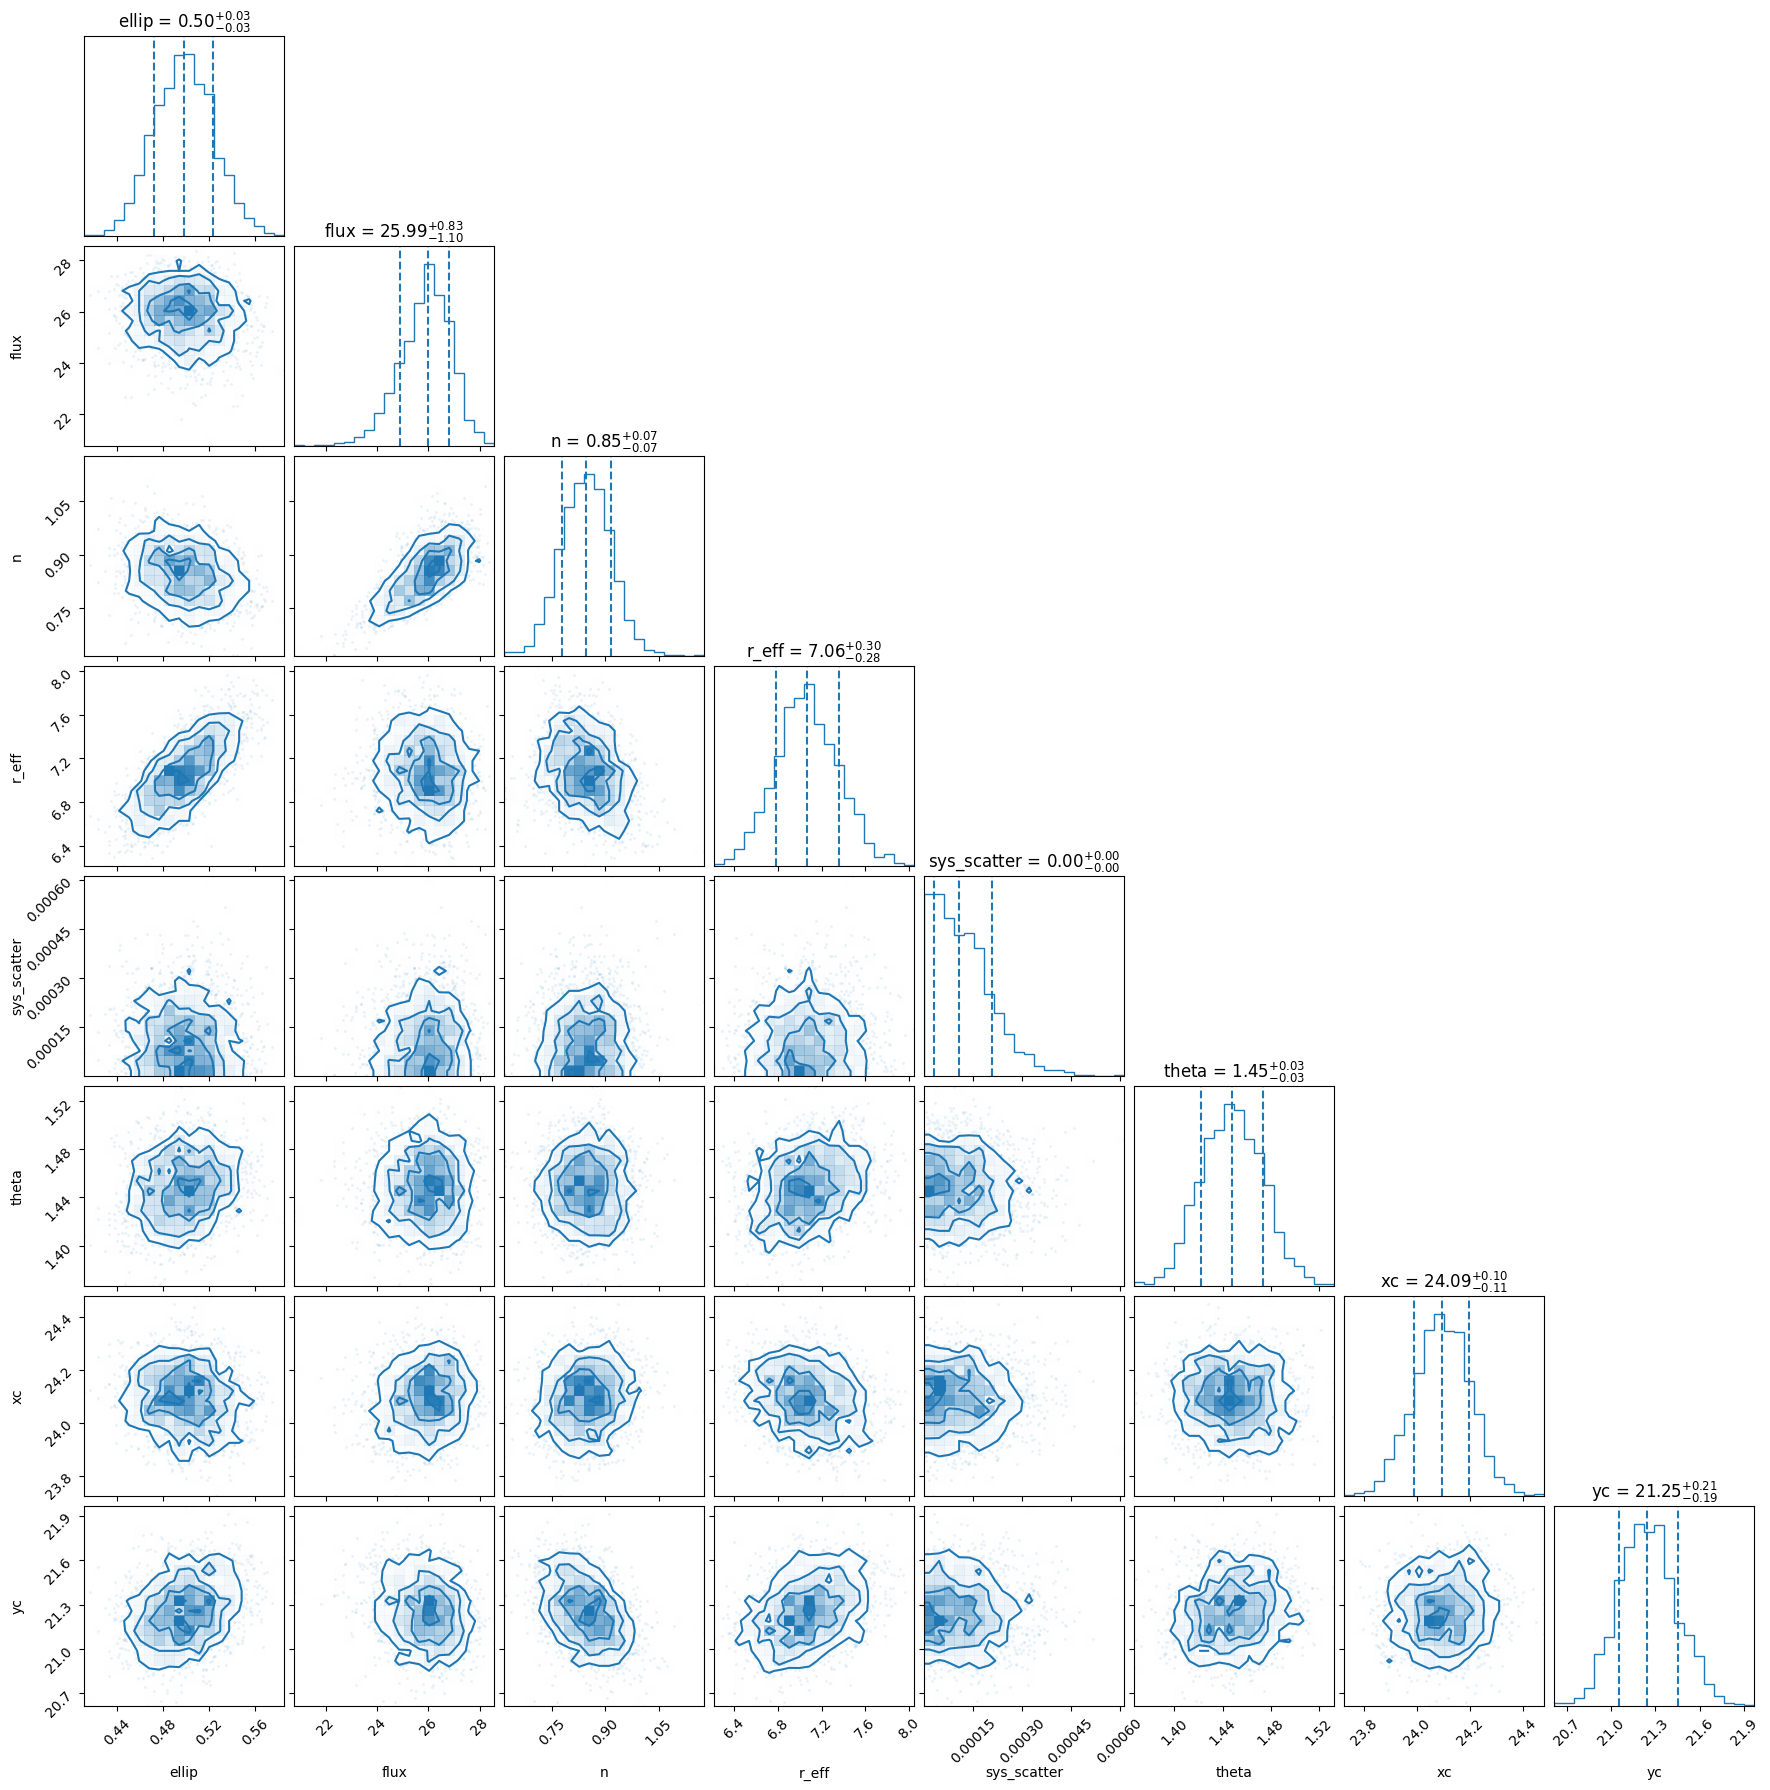 ellip = 0.50+0.03 −0.03
flux = 25.99+0.83 −1.10
28
26
24
22
flux
n = 0.85+0.07 −0.07
1.05
0.90
0.75
n
r_eff = 7.06+0.30 −0.28
8.0
7.6
7.2
6.8
6.4
r_eff
sys_scatter = 0.00+0.00 −0.00
0.00060
0.00045
0.00030
0.00015
sys_scatter
theta = 1.45+0.03 −0.03
1.52
1.48
1.44
1.40
theta
xc = 24.09+0.10 −0.11
24.4
24.2
24.0
23.8
xc
yc = 21.25+0.21 −0.19
21.9
21.6
21.3
21.0
20.7
yc
0.44 0.48 0.52 0.56 22 24 26 28 0.75 0.90 1.05 6.4 6.8 7.2 7.6 8.0 0.00015 0.00030 0.00045 0.00060 1.40 1.44 1.48 1.52 23.8 24.0 24.2 24.4 20.7 21.0 21.3 21.6 21.9
ellip flux n r_eff sys_scatter theta xc yc